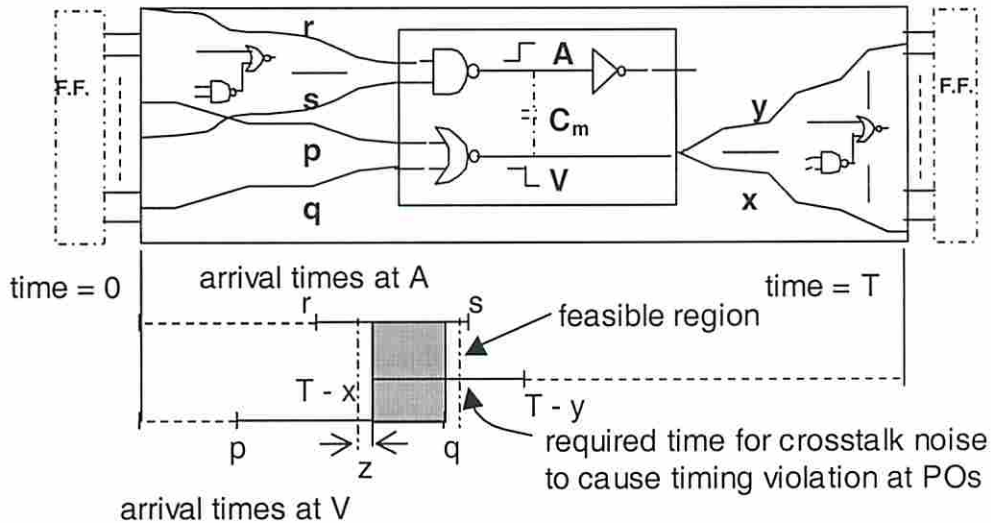 r
A
F.F.
F.F.
s
Cm
y
p
V
x
q
time = 0
arrival times at A
time = T
r
s
feasible region
T - x
T - y
p
z
q
required time for crosstalk noise
to cause timing violation at POs
arrival times at V